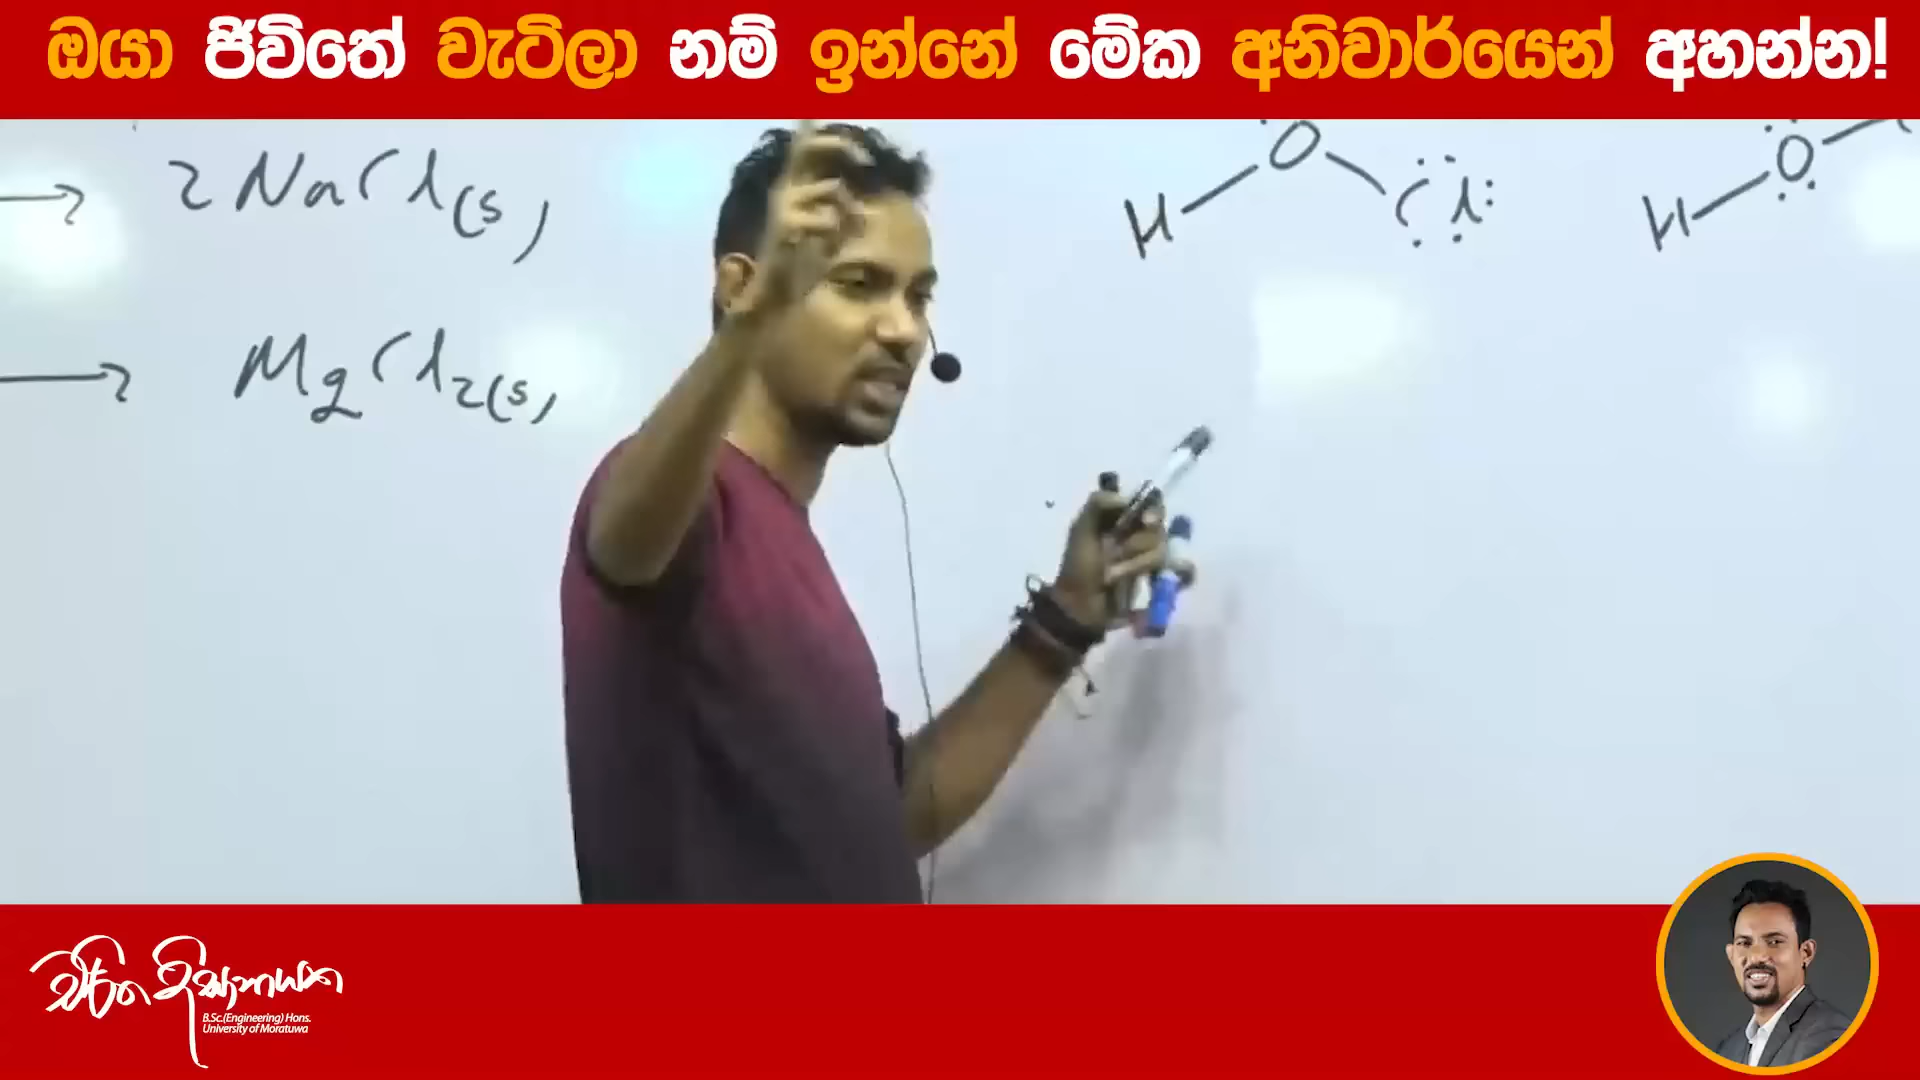 ඔයා ජීවිතේ වැටිලා නම් ඉන්නේ මේක අනිවාර්යෙන් අහන්න!
→ 2NaCl(s)
→ MgCl2(s)
H O Cl
H O
B.Sc.(Engineering) Hons.
University of Moratuwa